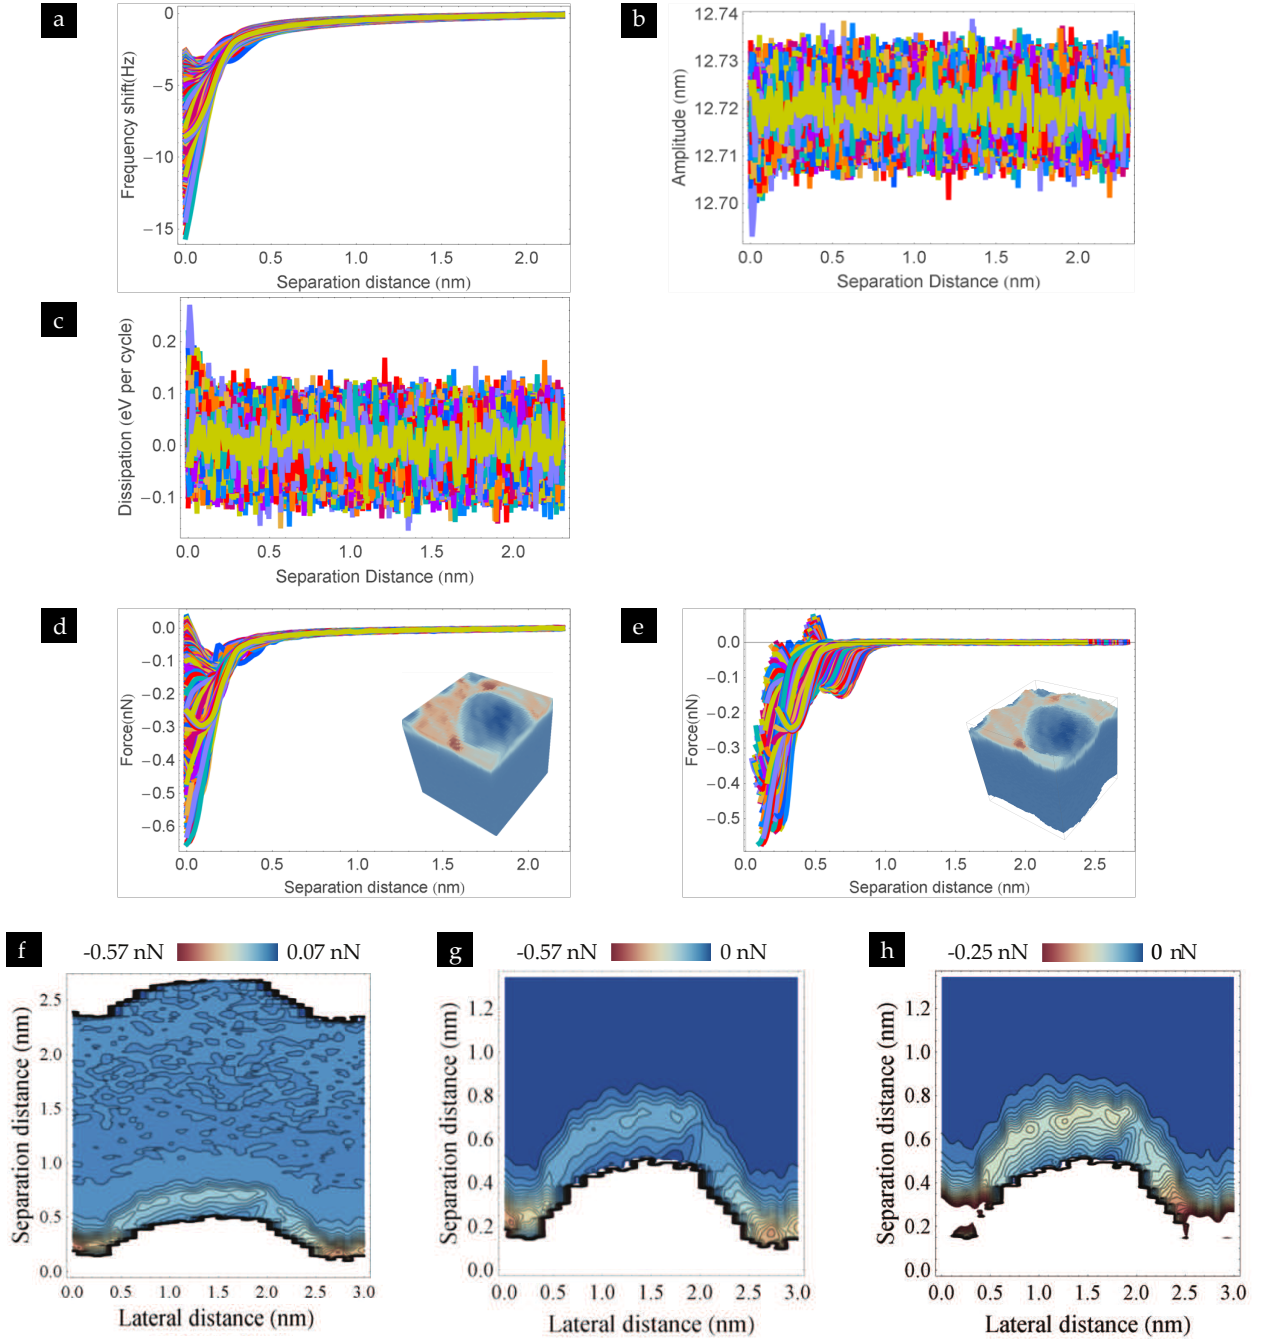 a
0
−5
−10
−15
Frequency shift(Hz)
0.0 0.5 1.0 1.5 2.0
Separation distance (nm)
b
12.74
12.73
12.72
12.71
12.70
Amplitude (nm)
0.0 0.5 1.0 1.5 2.0
Separation Distance (nm)
c
0.2
0.1
0.0
−0.1
Dissipation (eV per cycle)
0.0 0.5 1.0 1.5 2.0
Separation Distance (nm)
d
0.0
−0.1
−0.2
−0.3
−0.4
−0.5
−0.6
Force(nN)
0.0 0.5 1.0 1.5 2.0
Separation distance (nm)
e
0.0
−0.1
−0.2
−0.3
−0.4
−0.5
Force(nN)
0.0 0.5 1.0 1.5 2.0 2.5
Separation distance (nm)
f
-0.57 nN 0.07 nN
2.5
2.0
1.5
1.0
0.5
0.0
Separation distance (nm)
0.0 0.5 1.0 1.5 2.0 2.5 3.0
Lateral distance (nm)
g
-0.57 nN 0 nN
1.2
1.0
0.8
0.6
0.4
0.2
0.0
Separation distance (nm)
0.0 0.5 1.0 1.5 2.0 2.5 3.0
Lateral distance (nm)
h
-0.25 nN 0 nN
1.2
1.0
0.8
0.6
0.4
0.2
0.0
Separation distance (nm)
0.0 0.5 1.0 1.5 2.0 2.5 3.0
Lateral distance (nm)